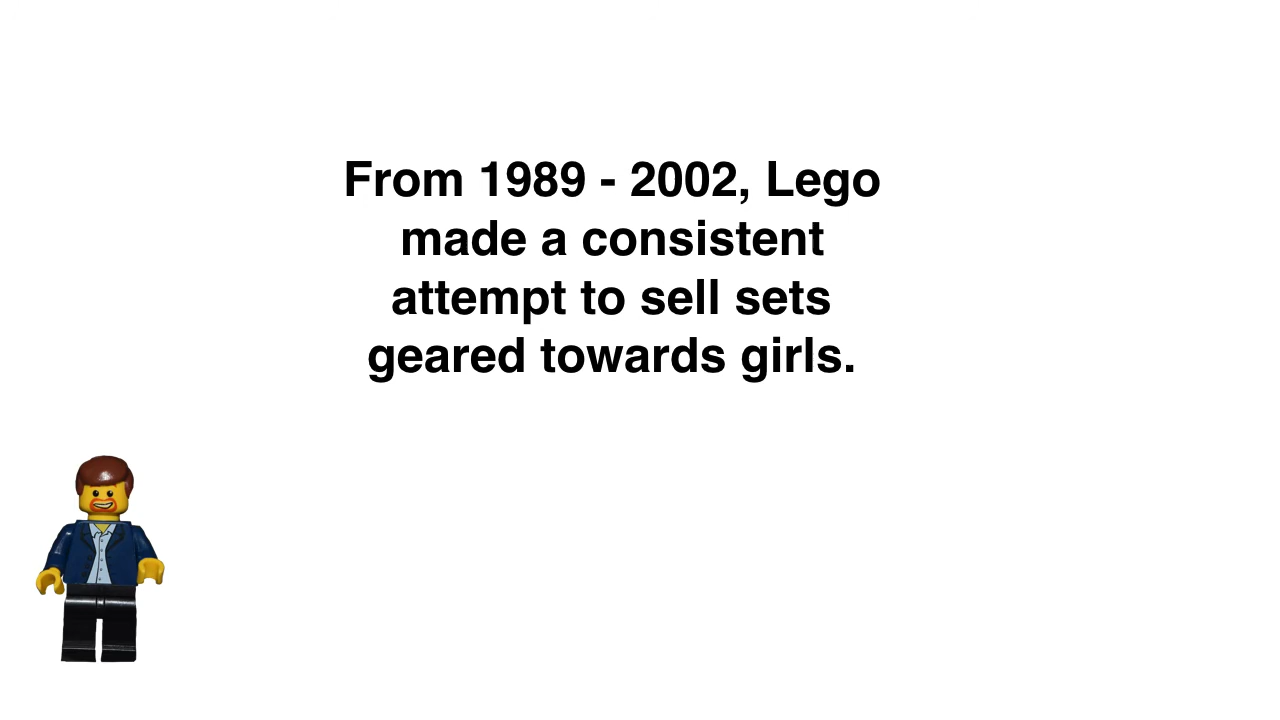 From 1989 - 2002, Lego
made a consistent
attempt to sell sets
geared towards girls.